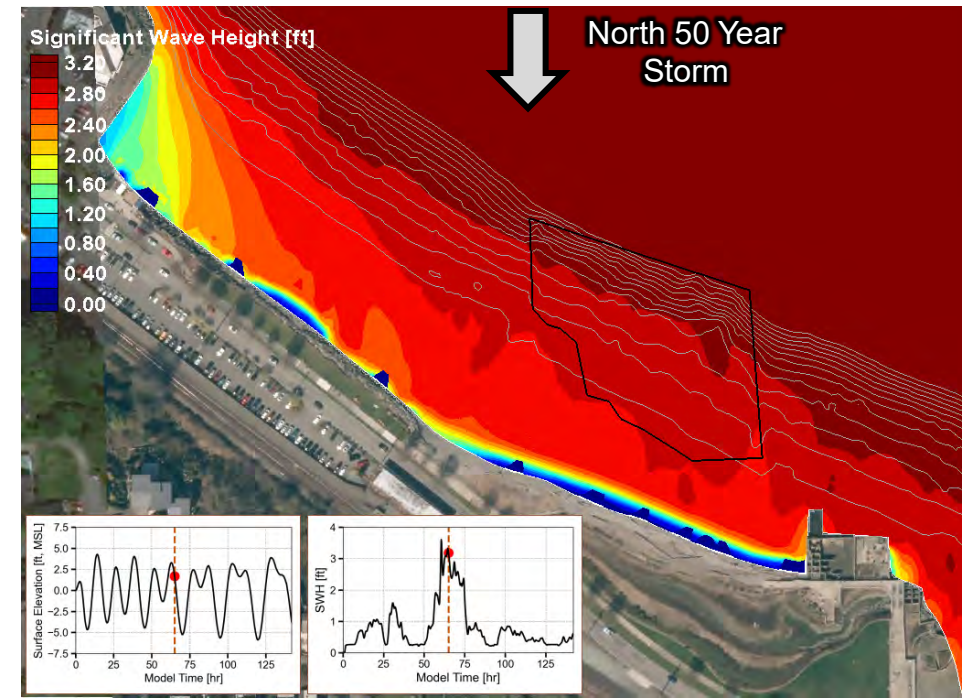 Significant Wave Height [ft]
3.20
2.80
2.40
2.00
1.60
1.20
0.80
0.40
0.00
North 50 Year
Storm
Surface Elevation [ft, MSL]
7.5
5.0
2.5
0.0
−2.5
−5.0
−7.5
0 25 50 75 100 125
Model Time [hr]
SWH [ft]
4
3
2
1
0
0 25 50 75 100 125
Model Time [hr]